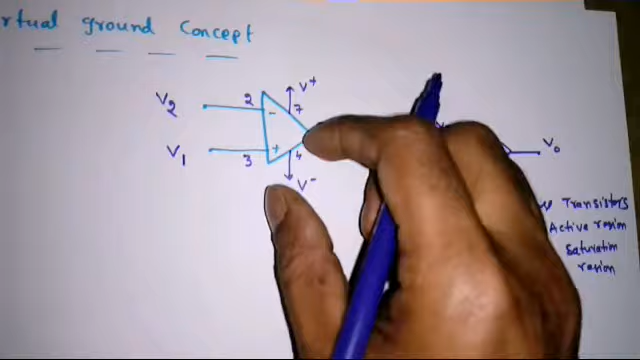 rtual ground Concept
V2 2 - 7 V+
V1 3 + 4 V-
Vo
Transistors
Active region
Saturation
region